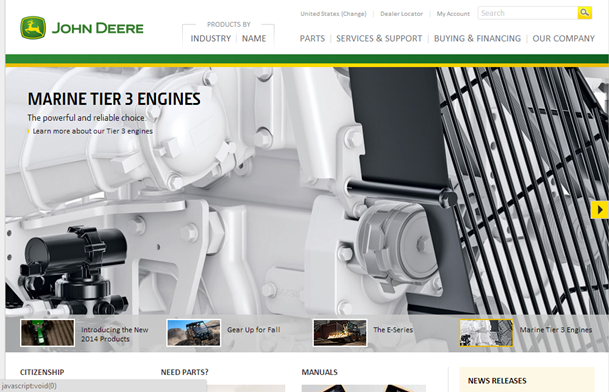 United States (Change) | Dealer Locator | My Account Search
JOHN DEERE
PRODUCTS BY
INDUSTRY | NAME
PARTS | SERVICES & SUPPORT | BUYING & FINANCING | OUR COMPANY
MARINE TIER 3 ENGINES
The powerful and reliable choice.
Learn more about our Tier 3 engines
Introducing the New
2014 Products
Gear Up for Fall
The E-Series
Marine Tier 3 Engines
CITIZENSHIP
NEED PARTS?
MANUALS
NEWS RELEASES
javascript:void(0)